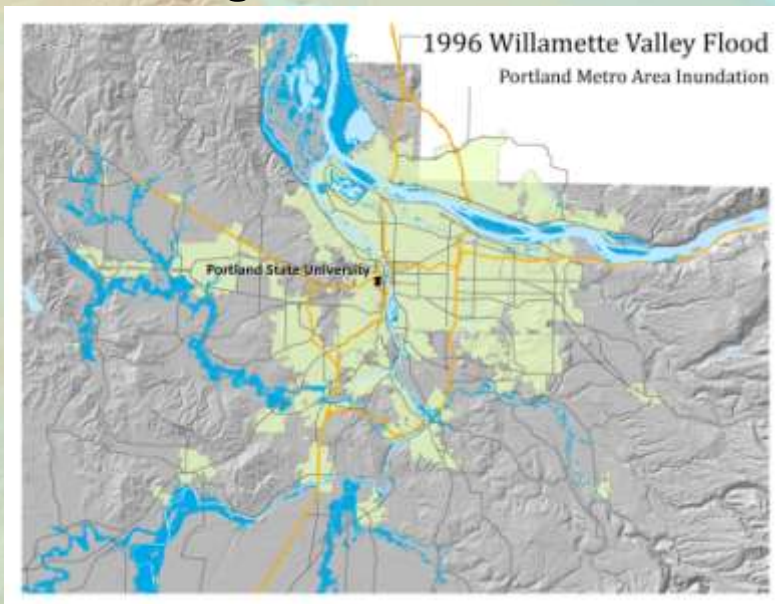 1996 Willamette Valley Flood
Portland Metro Area Inundation
Portland State University